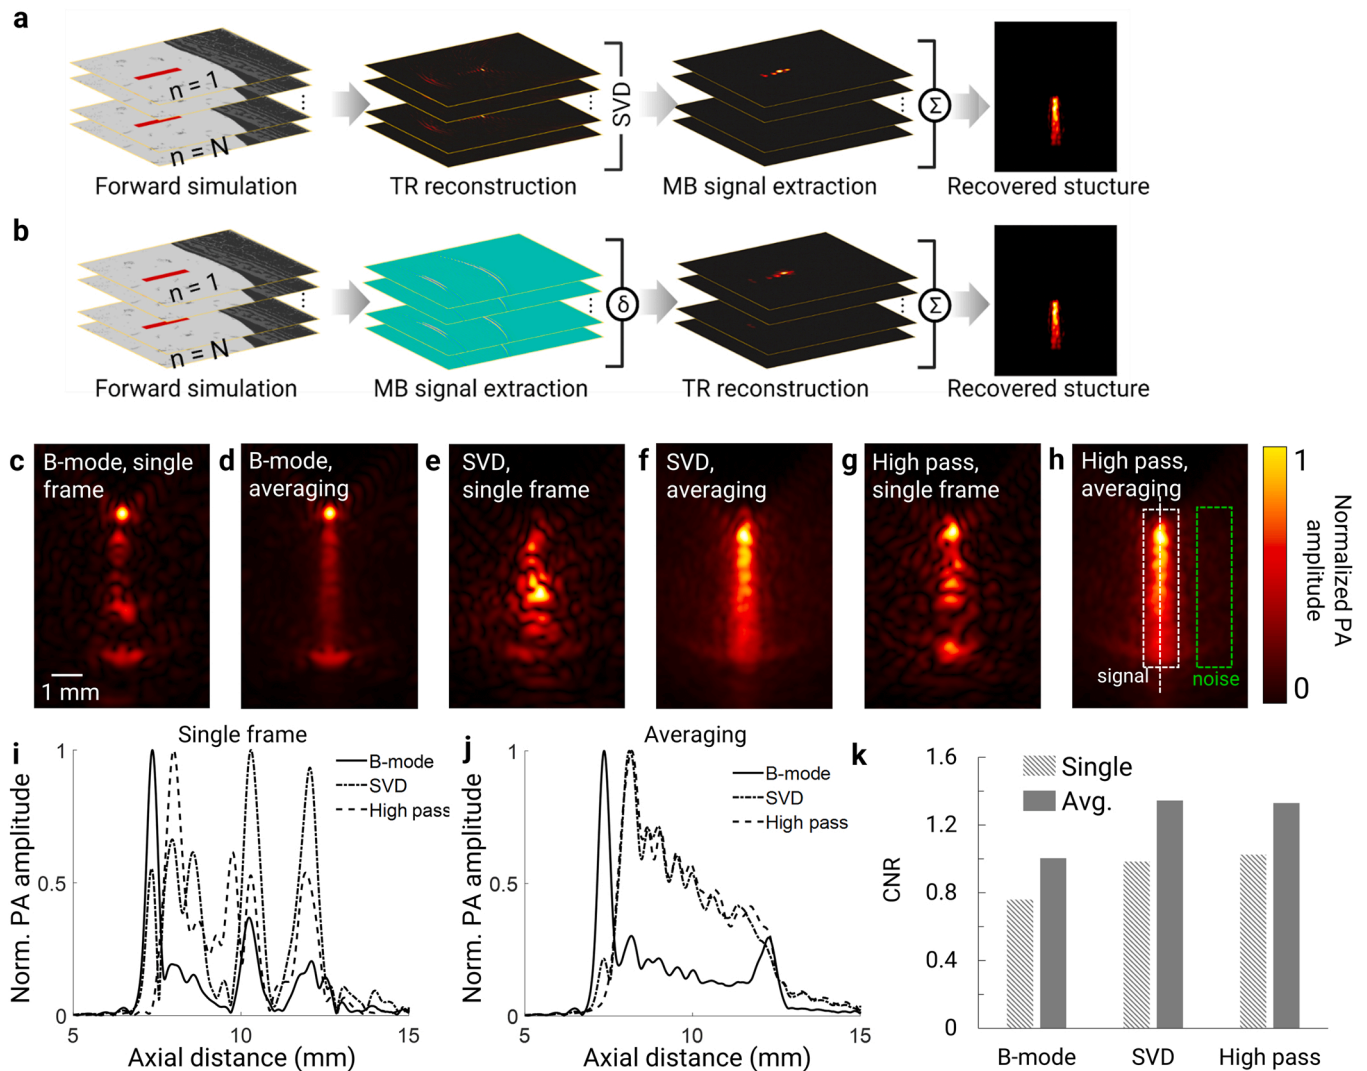 a
n = 1
n = N
SVD
Σ
Forward simulation
TR reconstruction
MB signal extraction
Recovered stucture
b
n = 1
n = N
δ
Σ
Forward simulation
MB signal extraction
TR reconstruction
Recovered stucture
c
B-mode, single
frame
1 mm
d
B-mode,
averaging
e
SVD,
single frame
f
SVD,
averaging
g
High pass,
single frame
h
High pass,
averaging
signal
noise
1
0
Normalized PA
amplitude
i
Single frame
B-mode
SVD
High pass
1
0.5
0
5
10
15
Norm. PA amplitude
Axial distance (mm)
j
Averaging
B-mode
SVD
High pass
1
0.5
0
5
10
15
Norm. PA amplitude
Axial distance (mm)
k
Single
Avg.
1.6
1.2
0.8
0.4
0
CNR
B-mode
SVD
High pass